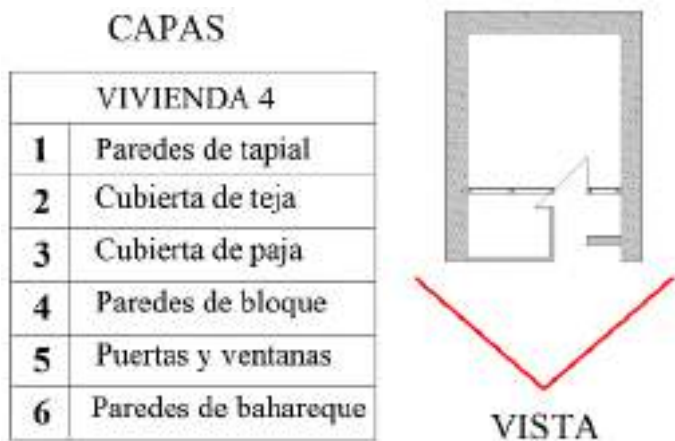 CAPAS
VIVIENDA 4
1 Paredes de tapial
2 Cubierta de teja
3 Cubierta de paja
4 Paredes de bloque
5 Puertas y ventanas
6 Paredes de bahareque
VISTA